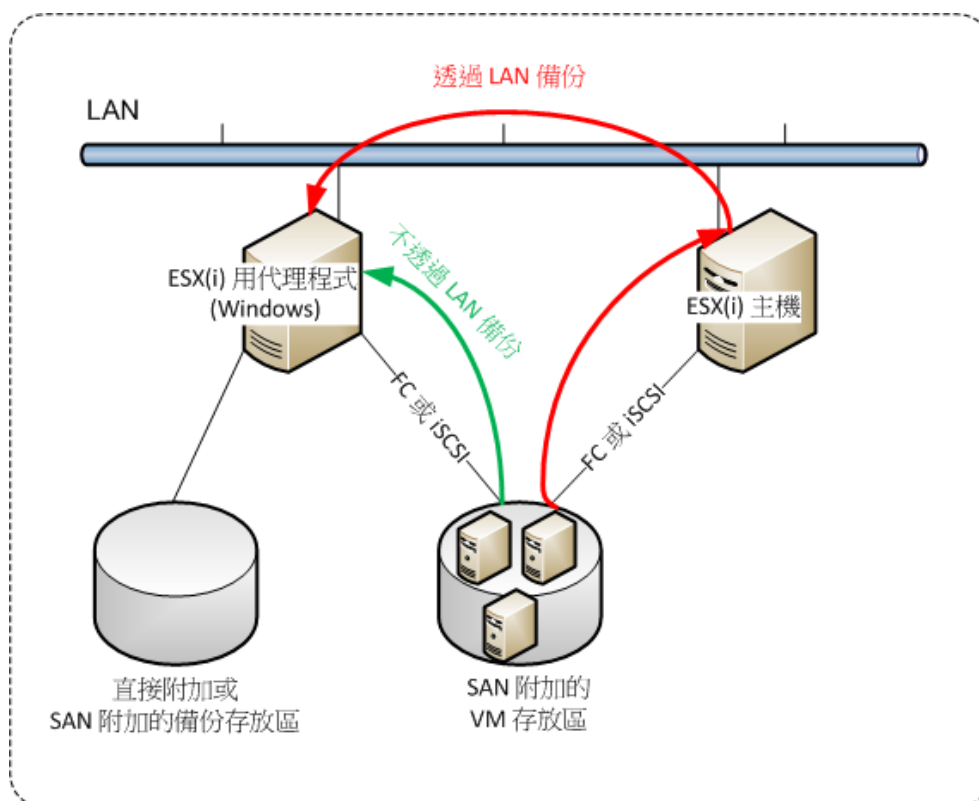 透過 LAN 備份
LAN
不透過 LAN 備份
ESX(i) 用代理程式
(Windows)
ESX(i) 主機
FC 或 iSCSI
FC 或 iSCSI
直接附加或
SAN 附加的備份存放區
SAN 附加的
VM 存放區